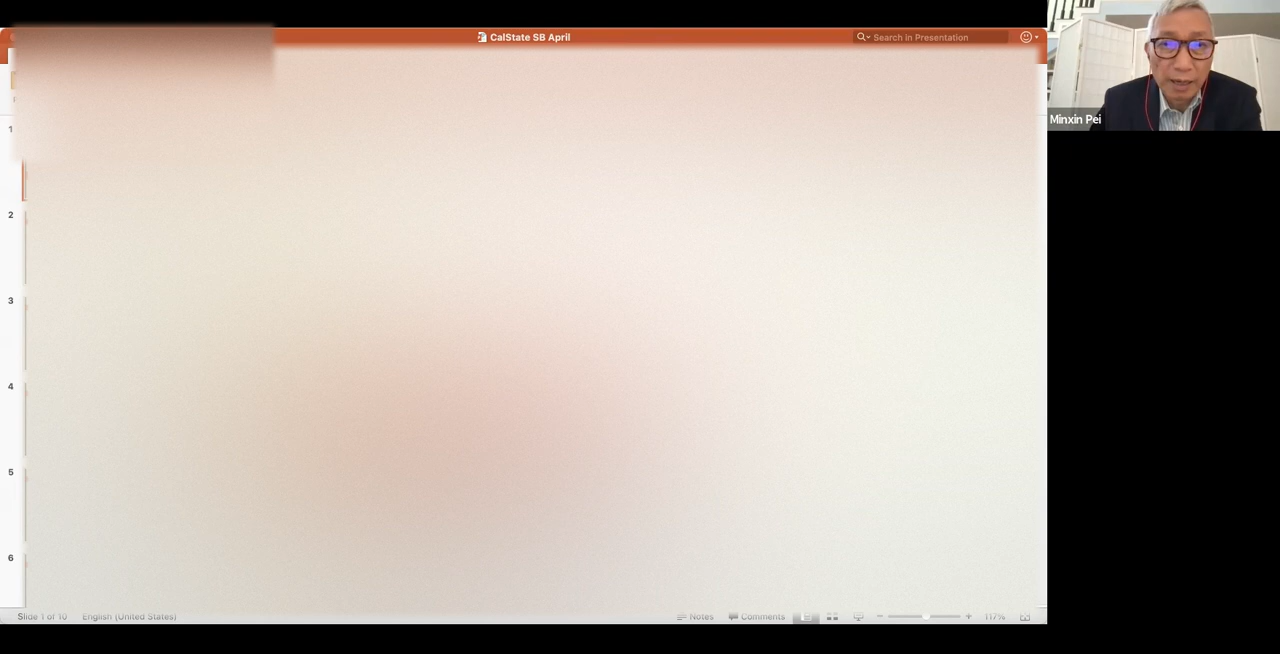 CalState SB April
Search in Presentation
Minxin Pei
1
2
3
4
5
6
Slide 1 of 10
English (United States)
Notes
Comments
117%